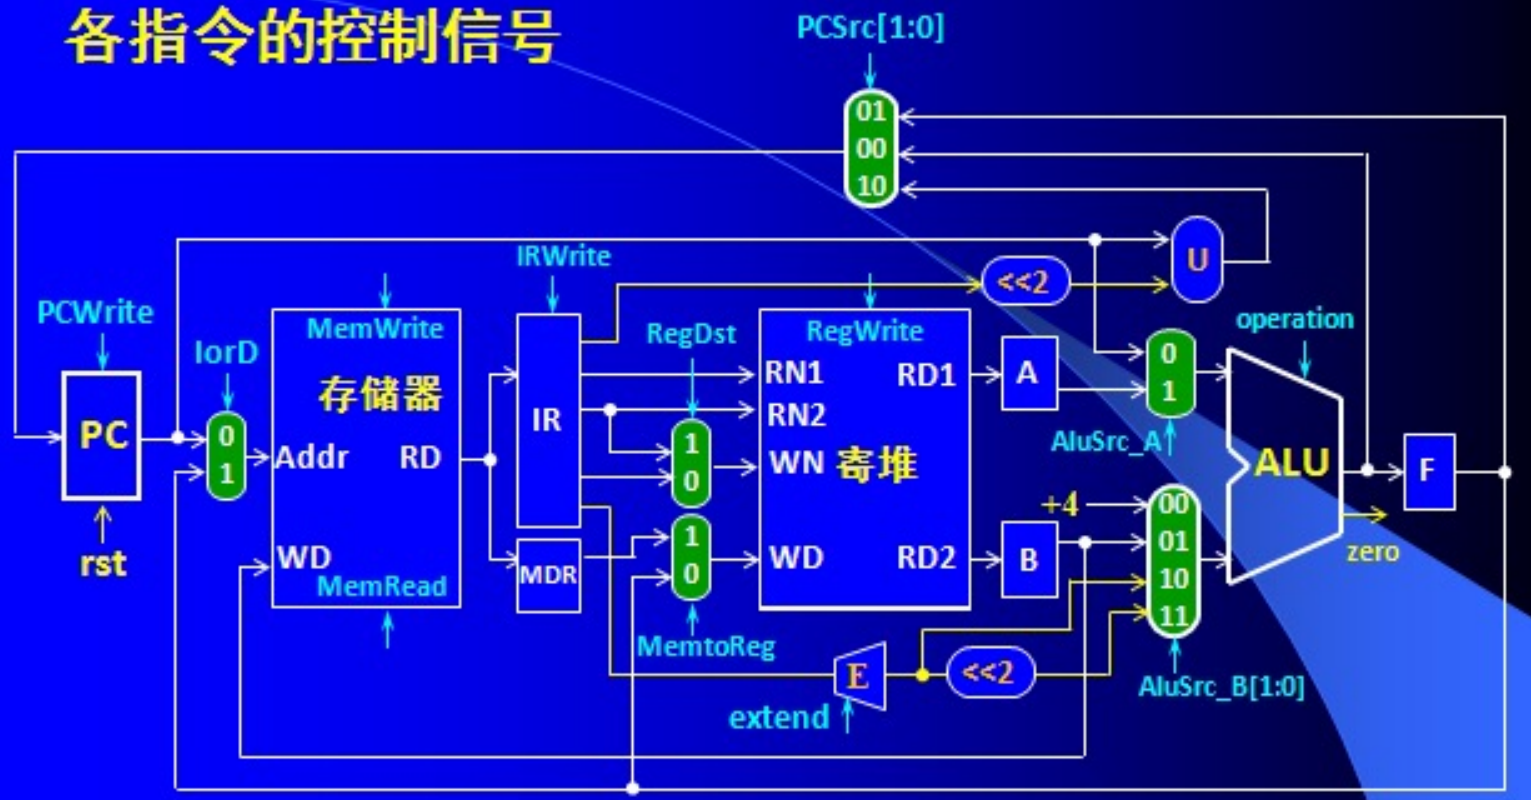 各指令的控制信号
PCSrc[1:0]
01
00
10
IRWrite
<<2
U
PCWrite
IorD
MemWrite
RegDst
RegWrite
operation
存储器
RN1
RD1
A
0
1
PC
0
1
Addr
RD
IR
RN2
1
0
WN
寄堆
AluSrc_A
ALU
F
+4
00
01
10
11
rst
WD
MemRead
MDR
1
0
WD
RD2
B
zero
MemtoReg
E
<<2
AluSrc_B[1:0]
extend